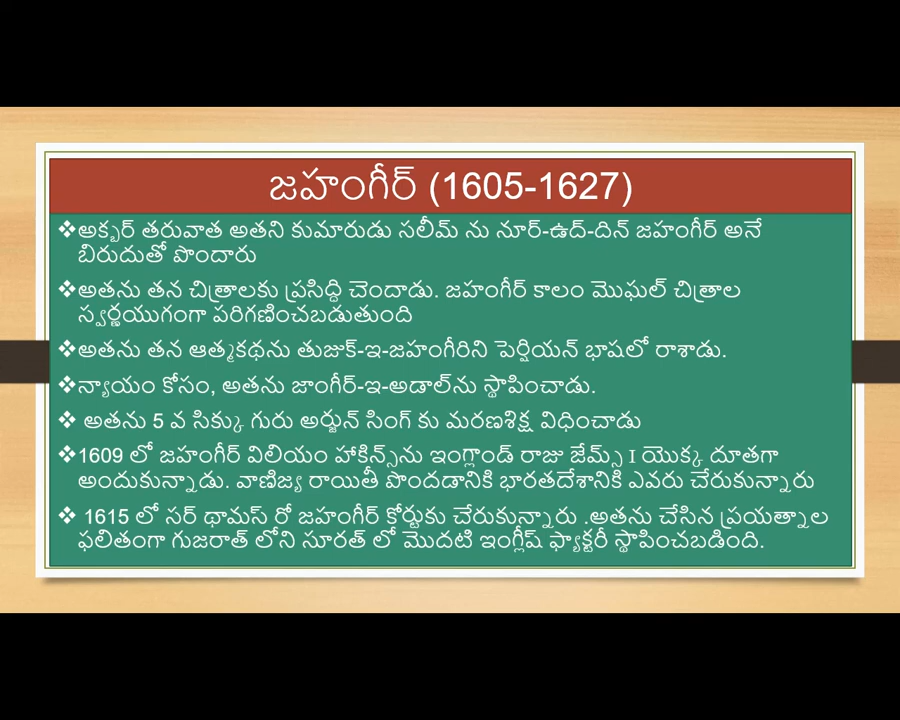 జహంగీర్ (1605-1627)
❖అక్బర్ తరువాత అతని కుమారుడు సలీమ్ ను నూర్-ఉద్-దిన్ జహంగీర్ అనే
బిరుదుతో పొందారు
❖అతను తన చిత్రాలకు ప్రసిద్ధి చెందాడు. జహంగీర్ కాలం మొఘల్ చిత్రాల
స్వర్ణయుగంగా పరిగణించబడుతుంది
❖అతను తన ఆత్మకథను తుజుక్-ఇ-జహంగీరిని పెర్షియన్ భాషలో రాశాడు.
❖న్యాయం కోసం, అతను జాంగీర్-ఇ-అడాల్‌ను స్థాపించాడు.
❖ అతను 5 వ సిక్కు గురు అర్జున్ సింగ్ కు మరణశిక్ష విధించాడు
❖1609 లో జహంగీర్ విలియం హాకిన్స్‌ను ఇంగ్లాండ్ రాజు జేమ్స్ I యొక్క దూతగా
అందుకున్నాడు. వాణిజ్య రాయితీ పొందడానికి భారతదేశానికి ఎవరు చేరుకున్నారు
❖ 1615 లో సర్ థామస్ రో జహంగీర్ కోర్టుకు చేరుకున్నారు .అతను చేసిన ప్రయత్నాల
ఫలితంగా గుజరాత్ లోని సూరత్ లో మొదటి ఇంగ్లీష్ ఫ్యాక్టరీ స్థాపించబడింది.